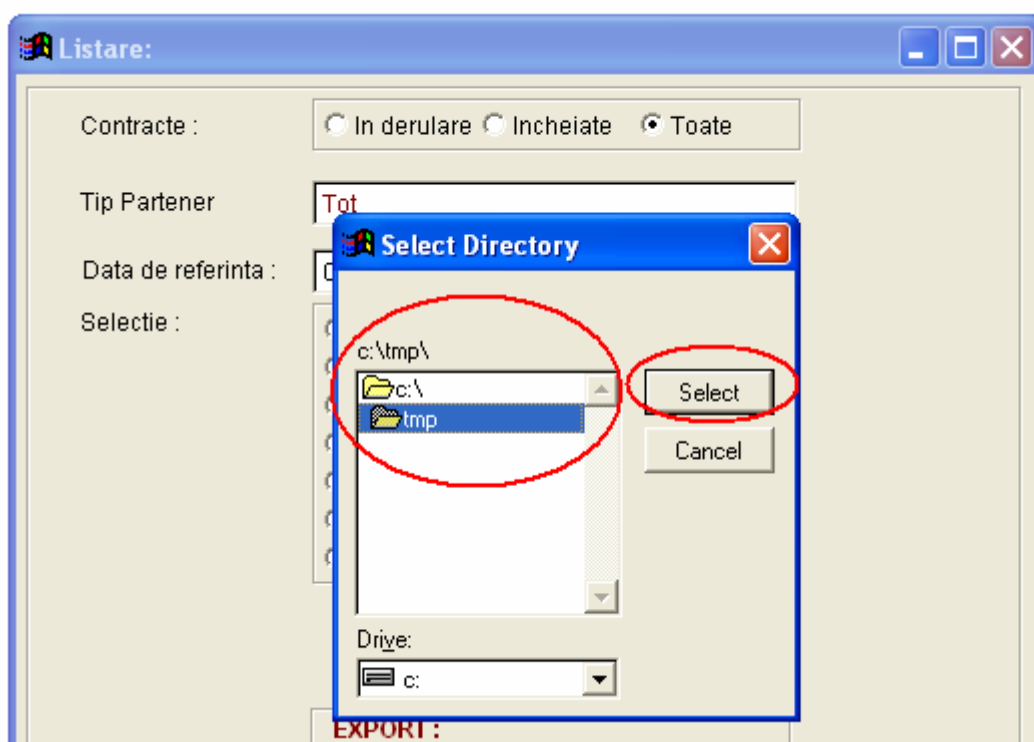 Listare:
Contracte :
In derulare Incheiate Toate
Tip Partener
Tot
Select Directory
Data de referinta :
Selectie :
c:\tmp\
c:\
Select
tmp
Cancel
Drive:
c:
EXPORT :